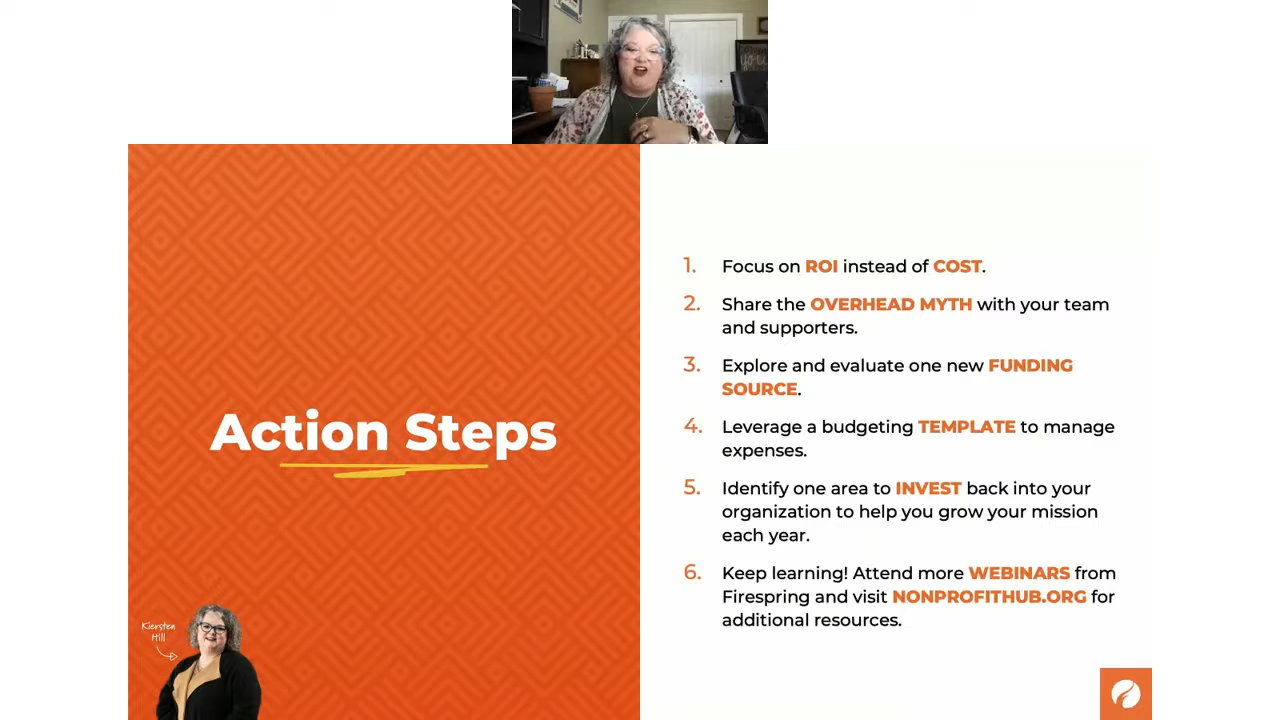 Action Steps
Kiersten
Hill
1. Focus on ROI instead of COST.
2. Share the OVERHEAD MYTH with your team
and supporters.
3. Explore and evaluate one new FUNDING
SOURCE.
4. Leverage a budgeting TEMPLATE to manage
expenses.
5. Identify one area to INVEST back into your
organization to help you grow your mission
each year.
6. Keep learning! Attend more WEBINARS from
Firespring and visit NONPROFITHUB.ORG for
additional resources.